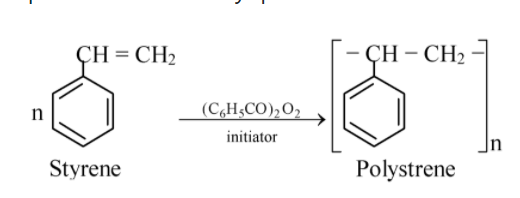 CH = CH₂
n
Styrene
(C₆H₅CO)₂O₂
initiator
– CH – CH₂ –
n
Polystrene